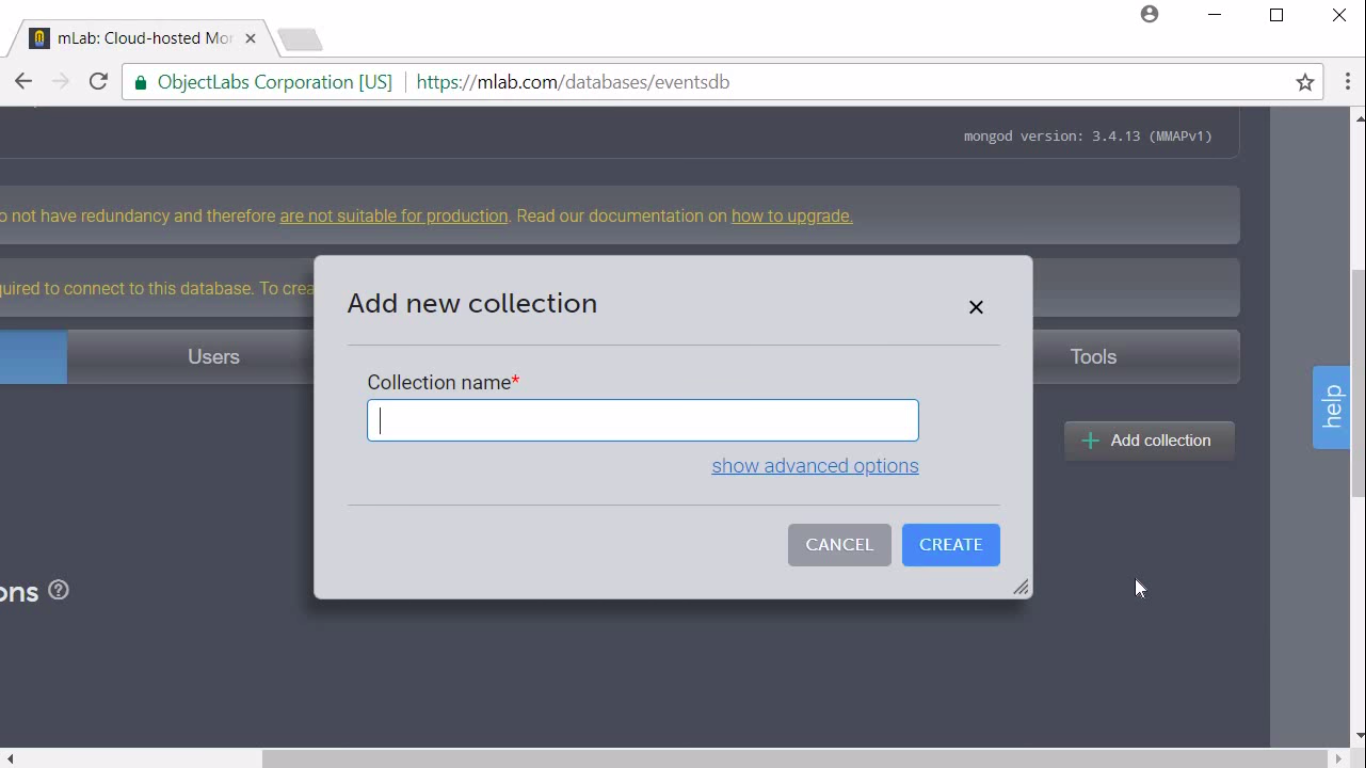 mLab: Cloud-hosted Mo
ObjectLabs Corporation [US]
https://mlab.com/databases/eventsdb
mongod version: 3.4.13 (MMAPv1)
o not have redundancy and therefore are not suitable for production. Read our documentation on how to upgrade.
quired to connect to this database. To crea
Users
Tools
Add new collection
Collection name*
show advanced options
CANCEL
CREATE
+ Add collection
help
ons